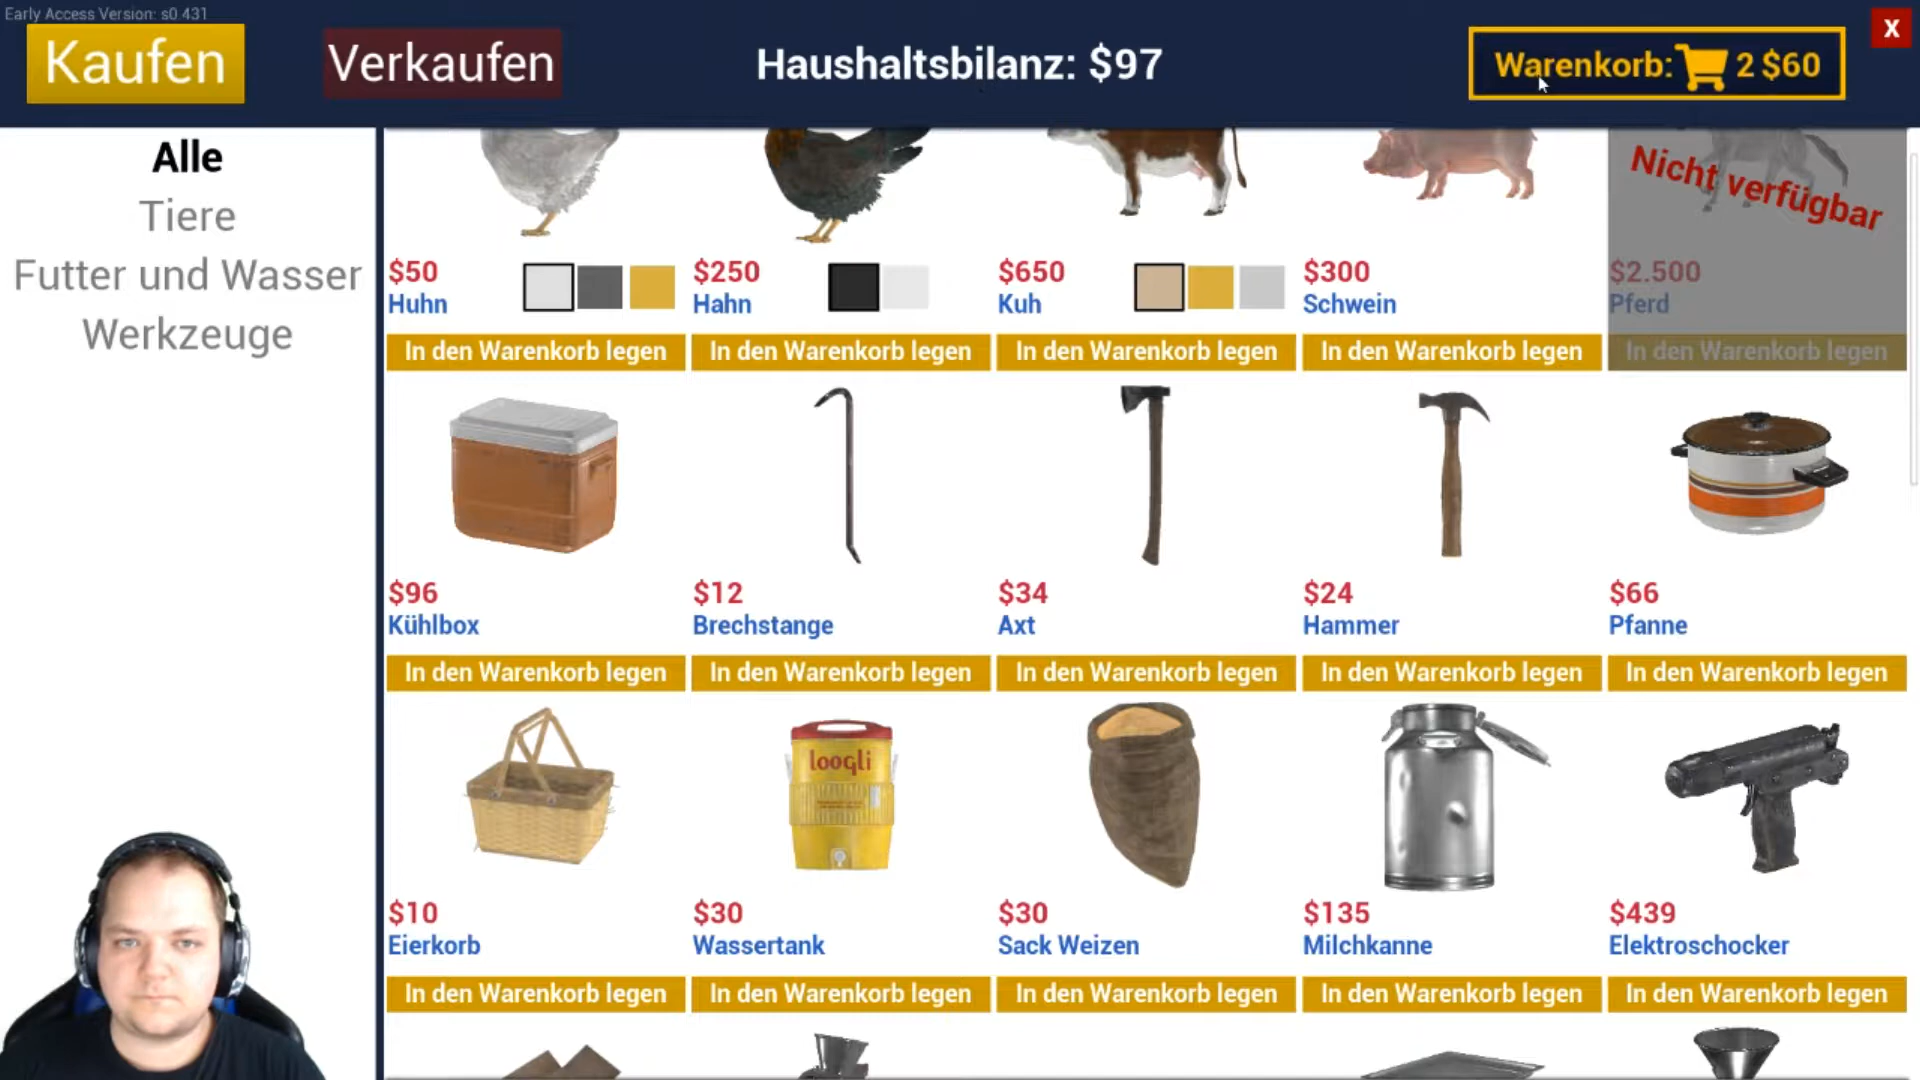 Early Access Version: s0.431
Kaufen
Verkaufen
Haushaltsbilanz: $97
Warenkorb: 2 $60
X
Alle
Tiere
Futter und Wasser
Werkzeuge
$50
Huhn
In den Warenkorb legen
$250
Hahn
In den Warenkorb legen
$650
Kuh
In den Warenkorb legen
$300
Schwein
In den Warenkorb legen
Nicht verfügbar
$2.500
Pferd
In den Warenkorb legen
$96
Kühlbox
In den Warenkorb legen
$12
Brechstange
In den Warenkorb legen
$34
Axt
In den Warenkorb legen
$24
Hammer
In den Warenkorb legen
$66
Pfanne
In den Warenkorb legen
$10
Eierkorb
In den Warenkorb legen
loogli
$30
Wassertank
In den Warenkorb legen
$30
Sack Weizen
In den Warenkorb legen
$135
Milchkanne
In den Warenkorb legen
$439
Elektroschocker
In den Warenkorb legen